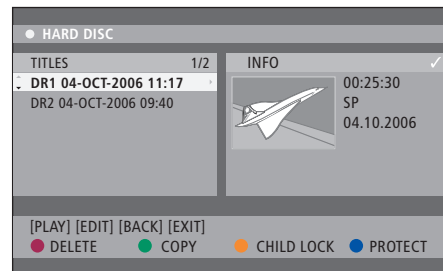 HARD DISC
TITLES 1/2
DR1 04-OCT-2006 11:17
DR2 04-OCT-2006 09:40
INFO
00:25:30
SP
04.10.2006
[PLAY] [EDIT] [BACK] [EXIT]
DELETE COPY CHILD LOCK PROTECT